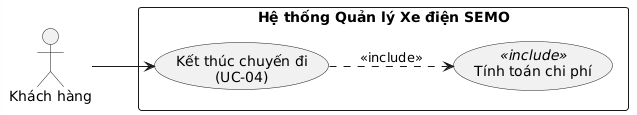 Hệ thống Quản lý Xe điện SEMO
Khách hàng
Kết thúc chuyến đi
(UC-04)
«include»
«include»
Tính toán chi phí